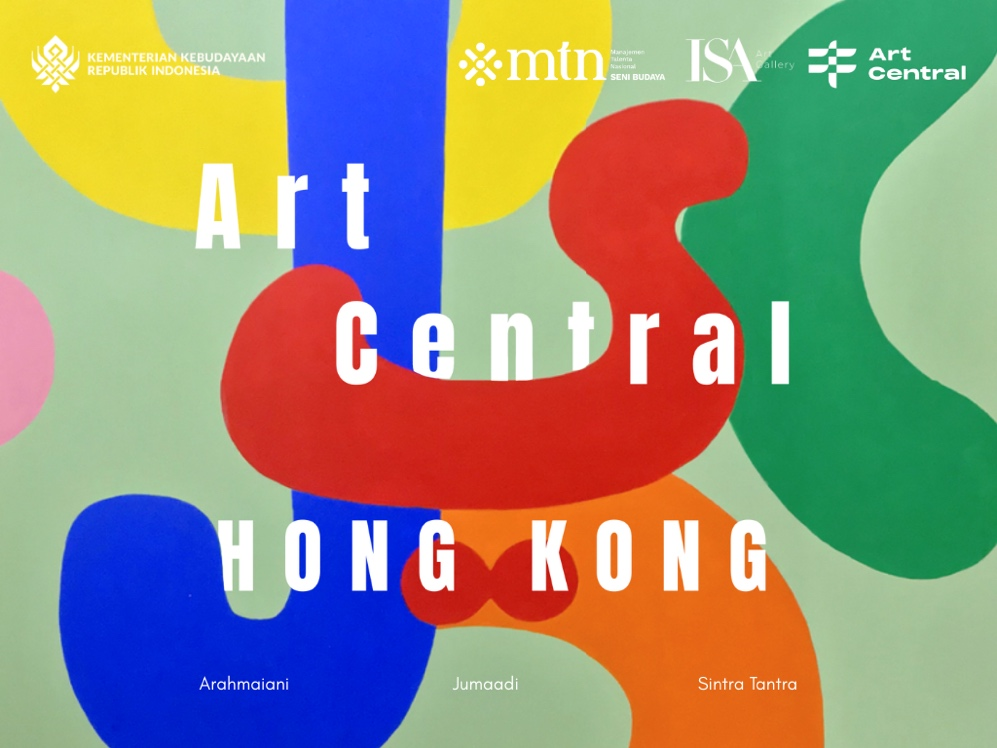 KEMENTERIAN KEBUDAYAAN
REPUBLIK INDONESIA
mtn
Manajemen
Talenta
Nasional
SENI BUDAYA
ISA Art
Gallery
Art
Central
Art
Central
HONG KONG
Arahmaiani
Jumaadi
Sintra Tantra